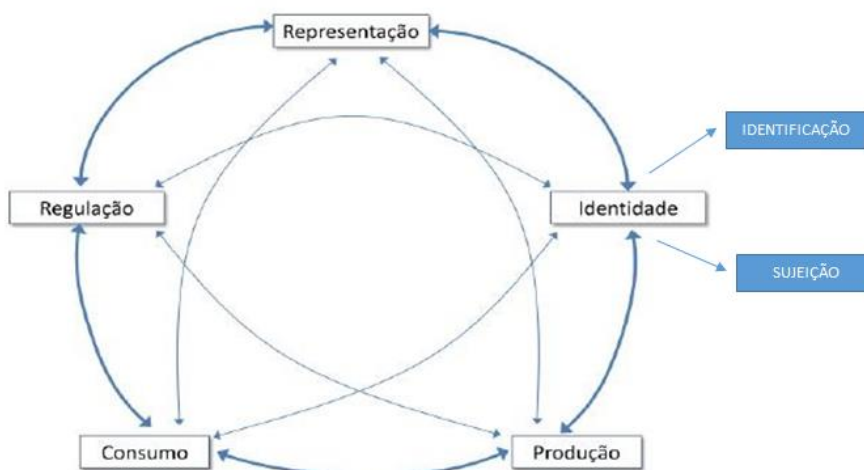 Representação
IDENTIFICAÇÃO
Regulação
Identidade
SUJEIÇÃO
Consumo
Produção